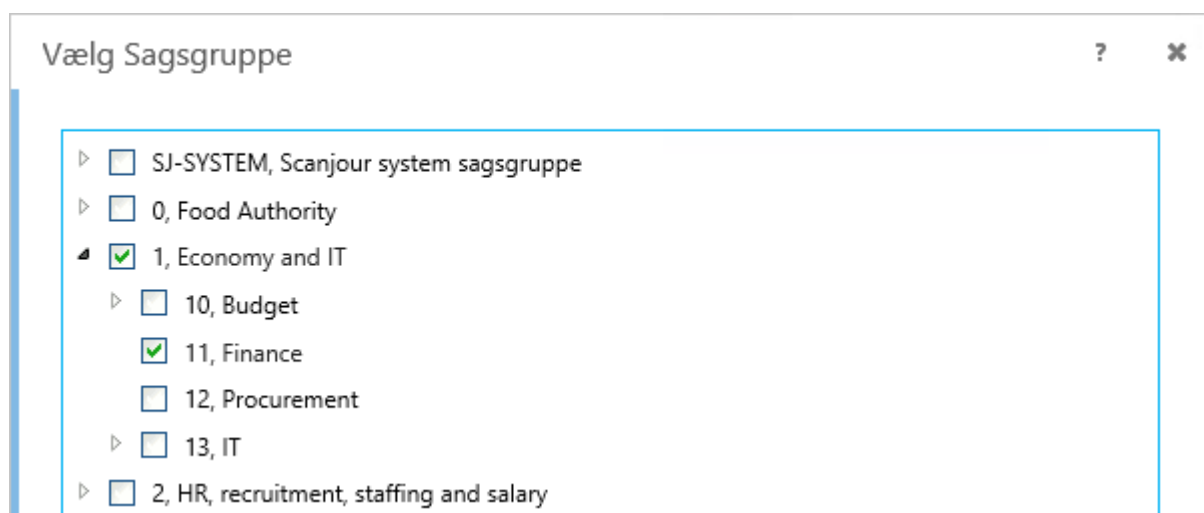 Vælg Sagsgruppe ?
SJ-SYSTEM, Scanjour system sagsgruppe
0, Food Authority
1, Economy and IT
10, Budget
11, Finance
12, Procurement
13, IT
2, HR, recruitment, staffing and salary